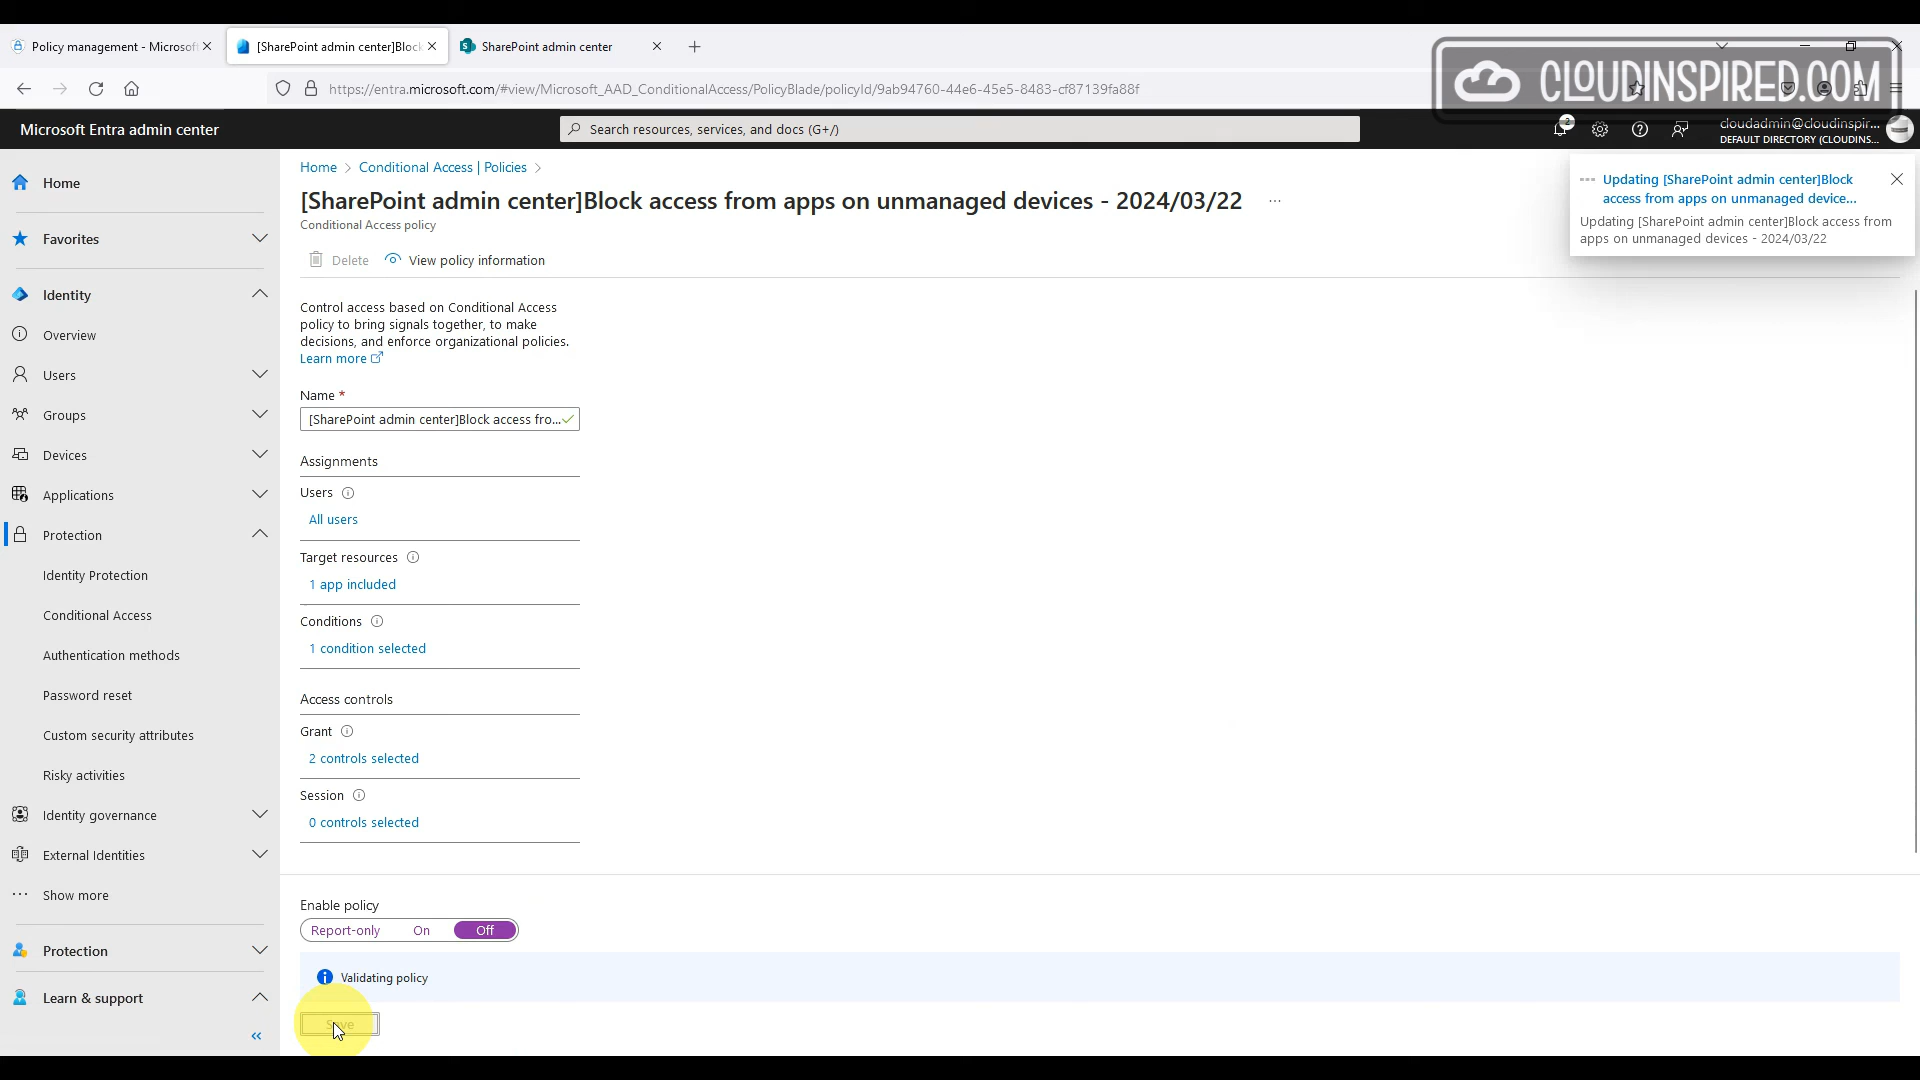 Policy management - Microsof
[SharePoint admin center]Block
SharePoint admin center
CLOUDINSPIRED.COM
https://entra.microsoft.com/#view/Microsoft_AAD_ConditionalAccess/PolicyBlade/policyId/9ab94760-44e6-45e5-8483-cf87139fa88f
Microsoft Entra admin center
Search resources, services, and docs (G+/)
2
cloudadmin@cloudinspir...
DEFAULT DIRECTORY (CLOUDINS...
Home
Favorites
Identity
Overview
Users
Groups
Devices
Applications
Protection
Identity Protection
Conditional Access
Authentication methods
Password reset
Custom security attributes
Risky activities
Identity governance
External Identities
Show more
Protection
Learn & support
Home > Conditional Access | Policies >
[SharePoint admin center]Block access from apps on unmanaged devices - 2024/03/22 ...
Conditional Access policy
Delete
View policy information
Control access based on Conditional Access
policy to bring signals together, to make
decisions, and enforce organizational policies.
Learn more
Name *
[SharePoint admin center]Block access fro...
Assignments
Users
All users
Target resources
1 app included
Conditions
1 condition selected
Access controls
Grant
2 controls selected
Session
0 controls selected
Enable policy
Report-only On Off
Validating policy
Save
Updating [SharePoint admin center]Block
access from apps on unmanaged device...
Updating [SharePoint admin center]Block access from
apps on unmanaged devices - 2024/03/22